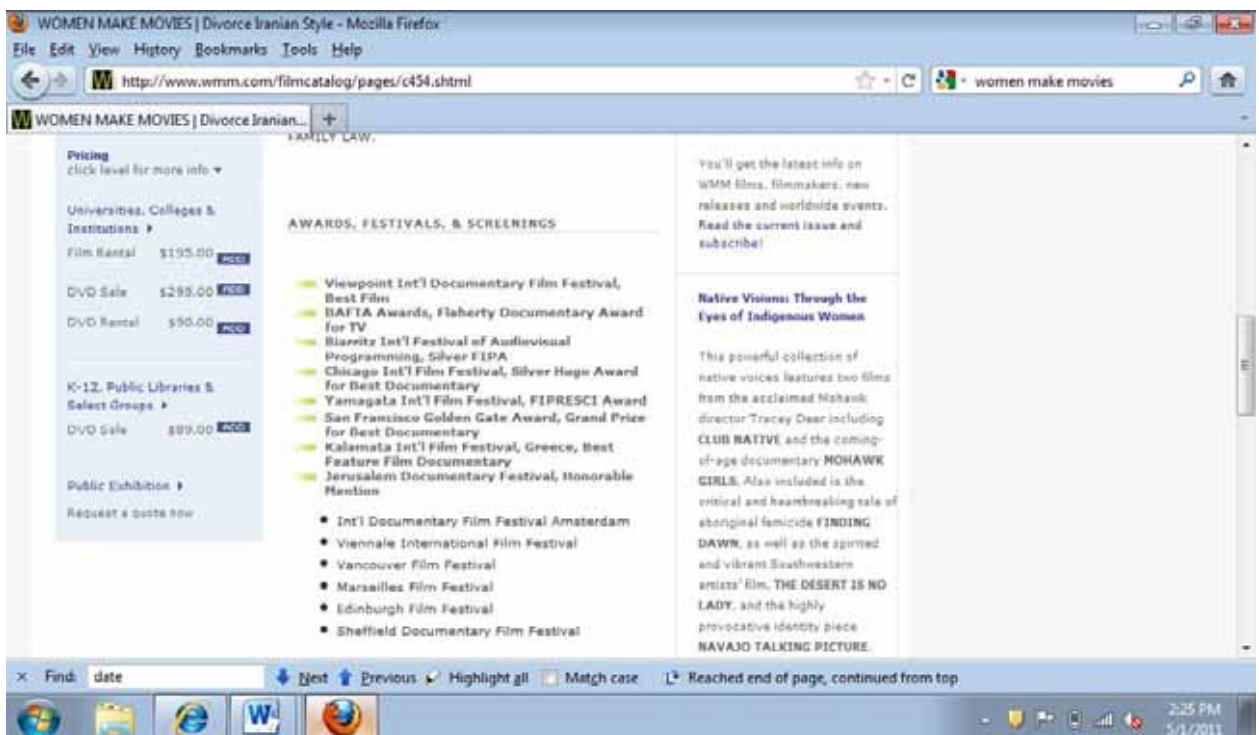 WOMEN MAKE MOVIES | Divorce Iranian Style - Mozilla Firefox
File Edit View History Bookmarks Tools Help
http://www.wmm.com/filmcatalog/pages/c454.shtml
women make movies
WOMEN MAKE MOVIES | Divorce Iranian...
FAMILY LAW.
Pricing
click level for more info
Universities, Colleges &
Institutions
Film Rental $195.00 ADD
DVD Sale $295.00 ADD
DVD Rental $90.00 ADD
K-12, Public Libraries &
Select Groups
DVD Sale $89.00 ADD
Public Exhibition
Request a quote now
AWARDS, FESTIVALS, & SCREENINGS
Viewpoint Int'l Documentary Film Festival,
Best Film
BAFTA Awards, Flaherty Documentary Award
for TV
Biarritz Int'l Festival of Audiovisual
Programming, Silver FIPA
Chicago Int'l Film Festival, Silver Hugo Award
for Best Documentary
Yamagata Int'l Film Festival, FIPRESCI Award
San Francisco Golden Gate Award, Grand Prize
for Best Documentary
Kalamata Int'l Film Festival, Greece, Best
Feature Film Documentary
Jerusalem Documentary Festival, Honorable
Mention
Int'l Documentary Film Festival Amsterdam
Viennale International Film Festival
Vancouver Film Festival
Marseilles Film Festival
Edinburgh Film Festival
Sheffield Documentary Film Festival
You'll get the latest info on
WMM films, filmmakers, new
releases and worldwide events.
Read the current issue and
subscribe!
Native Visions: Through the
Eyes of Indigenous Women
This powerful collection of
native voices features two films
from the acclaimed Mohawk
director Tracey Deer including
CLUB NATIVE and the coming-
of-age documentary MOHAWK
GIRLS. Also included is the
critical and heartbreaking tale of
aboriginal femicide FINDING
DAWN, as well as the spirited
and vibrant Southwestern
artists' film, THE DESERT IS NO
LADY, and the highly
provocative identity piece
NAVAJO TALKING PICTURE.
Find: date Next Previous Highlight all Match case Reached end of page, continued from top
2:25 PM
5/1/2011